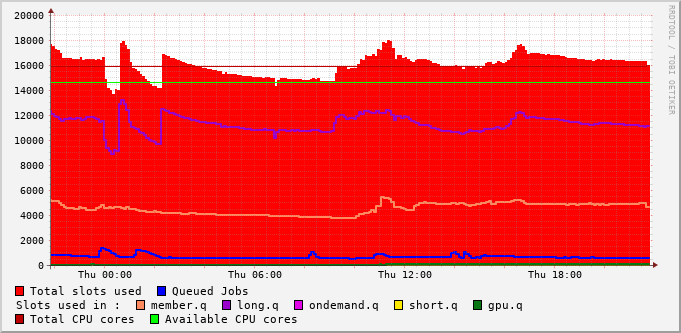 20000
18000
16000
14000
12000
10000
8000
6000
4000
2000
0
Thu 00:00 Thu 06:00 Thu 12:00 Thu 18:00
Total slots used Queued Jobs
Slots used in : member.q long.q ondemand.q short.q gpu.q
Total CPU cores Available CPU cores
RRDTOOL / TOBI OETIKER